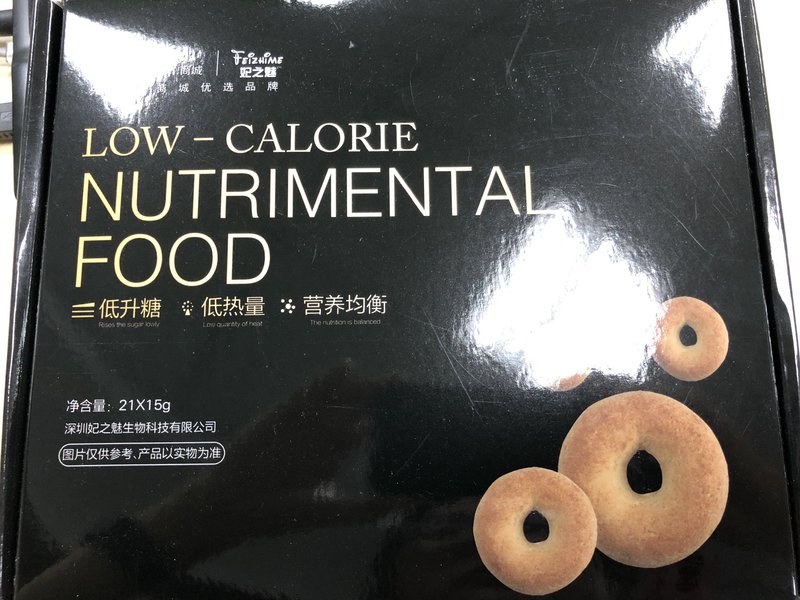 商城 FEIZHIME
妃之魅
商城优选品牌
LOW – CALORIE
NUTRIMENTAL
FOOD
低升糖 低热量 营养均衡
Rises the sugar lowly Low quantity of heat The nutrition is balanced
净含量：21X15g
深圳妃之魅生物科技有限公司
图片仅供参考、产品以实物为准